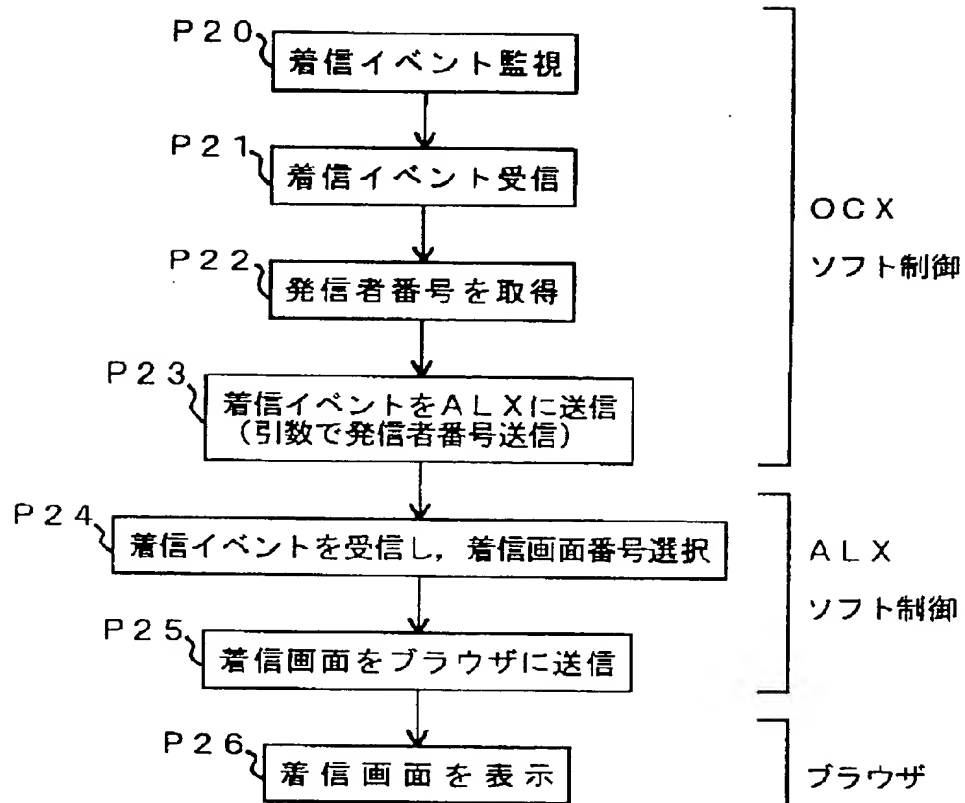 P20
着信イベント監視
P21
着信イベント受信
P22
発信者番号を取得
P23
着信イベントをALXに送信
(引数で発信者番号送信)
OCX
ソフト制御
P24
着信イベントを受信し，着信画面番号選択
P25
着信画面をブラウザに送信
ALX
ソフト制御
P26
着信画面を表示
ブラウザ